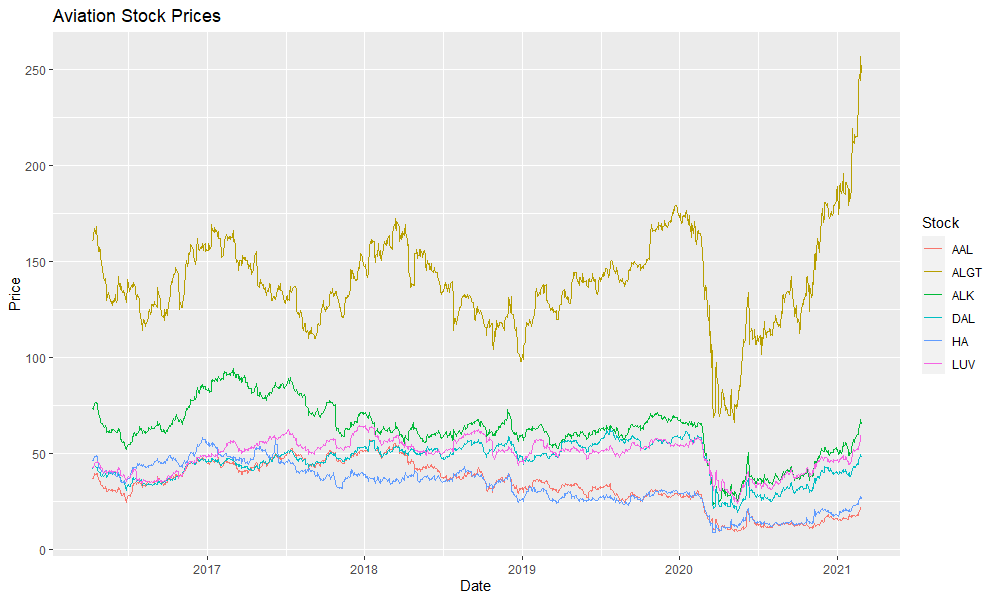 Aviation Stock Prices
Price
250
200
150
100
50
0
2017
2018
2019
2020
2021
Date
Stock
AAL
ALGT
ALK
DAL
HA
LUV